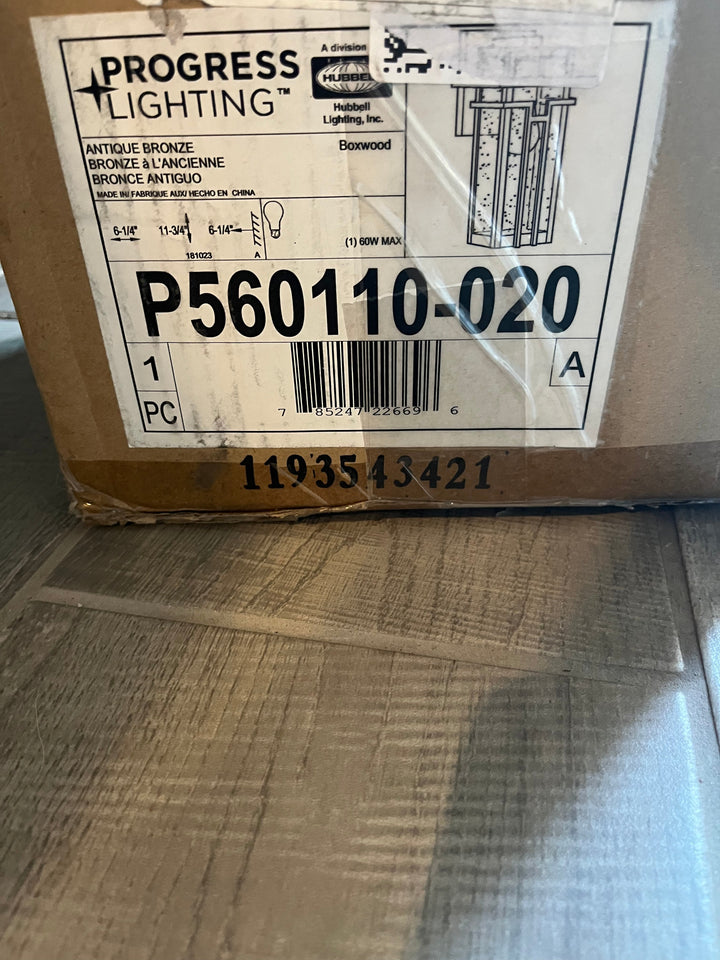 PROGRESS
LIGHTING™
A division
HUBBEL
Hubbell
Lighting, Inc.
ANTIQUE BRONZE
BRONZE à L'ANCIENNE
BRONCE ANTIGUO
Boxwood
MADE IN/ FABRIQUE AUX/ HECHO EN CHINA
6-1/4" 11-3/4" 6-1/4"
181023 A
(1) 60W MAX
P560110-020
1
PC
A
7 85247 22669 6
1193543421